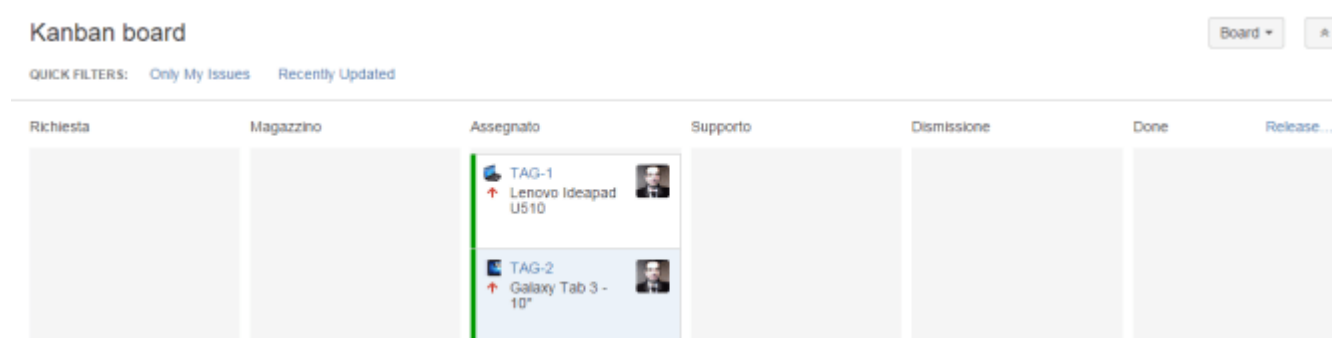 Kanban board
Board
QUICK FILTERS: Only My Issues Recently Updated
Richiesta Magazzino Assegnato Supporto Dismissione Done Release...
TAG-1
Lenovo Ideapad
U510
TAG-2
Galaxy Tab 3 -
10"